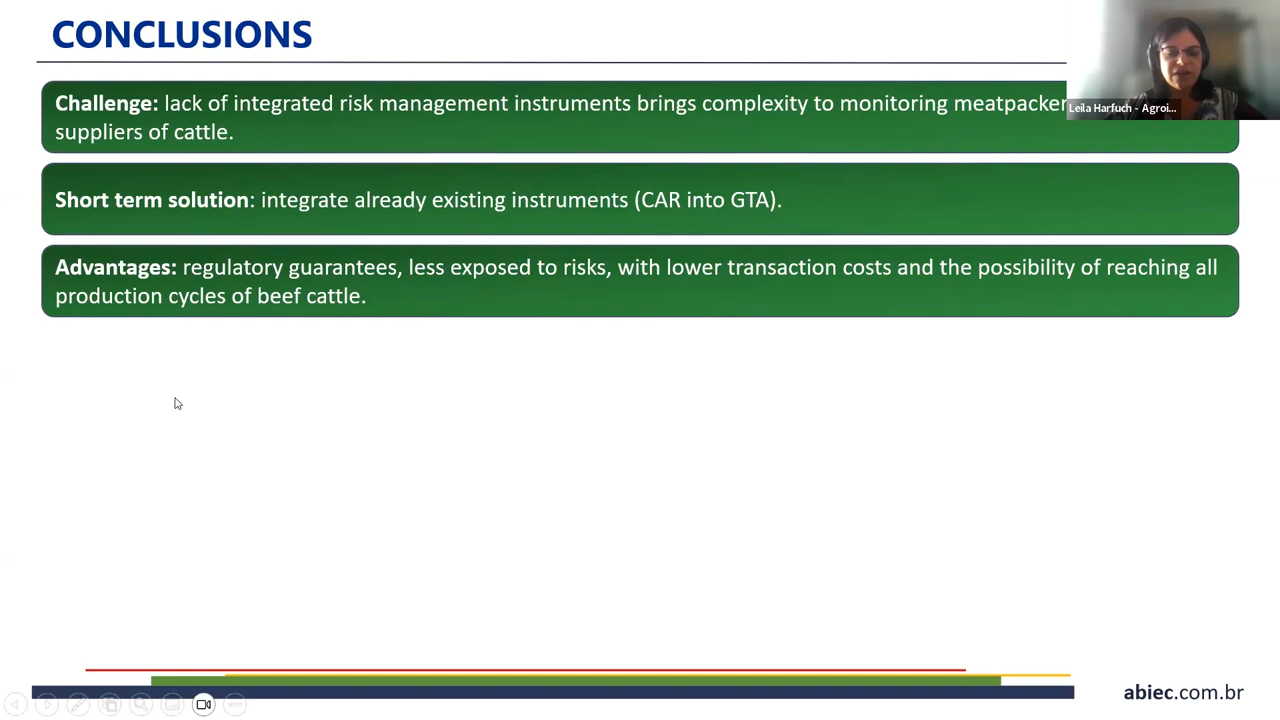 CONCLUSIONS
Challenge: lack of integrated risk management instruments brings complexity to monitoring meatpacker
suppliers of cattle.
Leila Harfuch - Agroi...
Short term solution: integrate already existing instruments (CAR into GTA).
Advantages: regulatory guarantees, less exposed to risks, with lower transaction costs and the possibility of reaching all
production cycles of beef cattle.
abiec.com.br